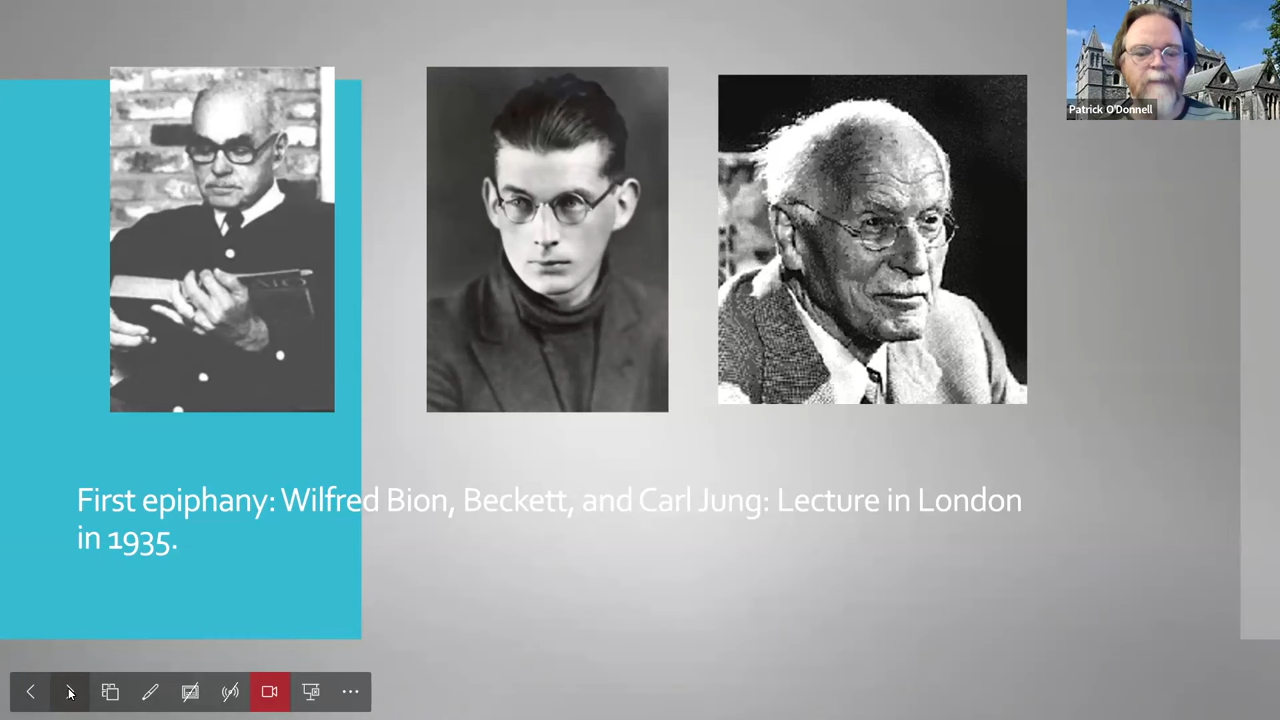 Patrick O'Donnell
First epiphany: Wilfred Bion, Beckett, and Carl Jung: Lecture in London
in 1935.